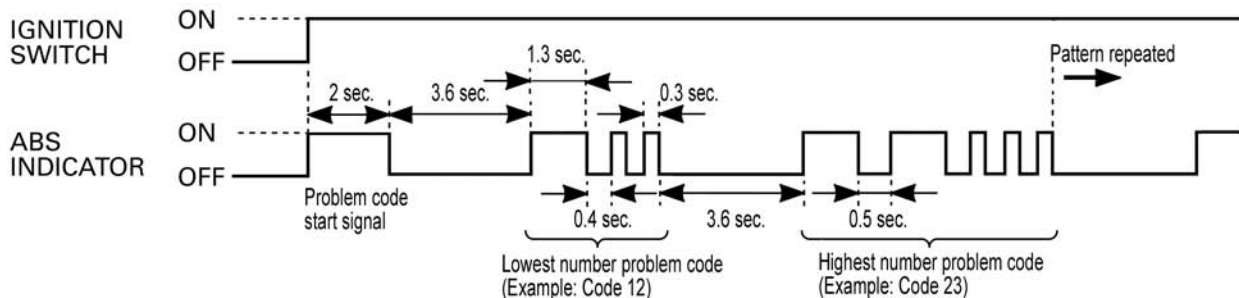 IGNITION
SWITCH
ON
OFF
Pattern repeated
1.3 sec.
2 sec.
3.6 sec.
0.3 sec.
ABS
INDICATOR
ON
OFF
Problem code
start signal
0.4 sec.
3.6 sec.
0.5 sec.
Lowest number problem code
(Example: Code 12)
Highest number problem code
(Example: Code 23)